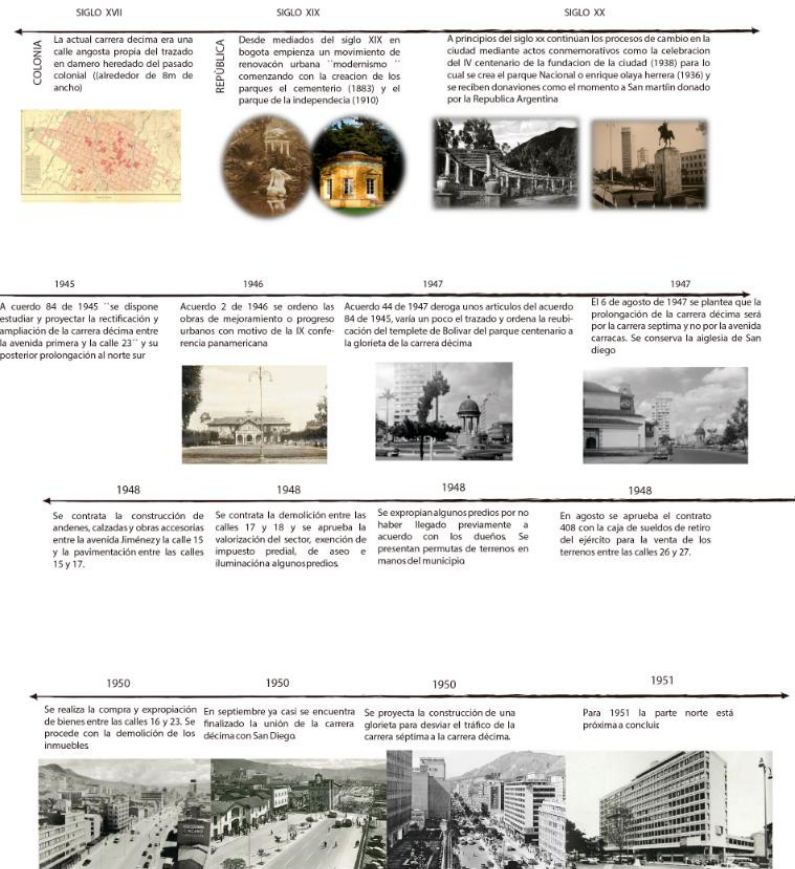 SIGLO XVII
SIGLO XIX
SIGLO XX
COLONIA
La actual carrera decima era una
calle angosta propia del trazado
en damero heredado del pasado
colonial ((alrededor de 8m de
ancho)
REPÚBLICA
Desde mediados del siglo XIX en
bogota empienza un movimiento de
renovacón urbana ¨modernismo ¨
comenzando con la creacion de los
parques el cementerio (1883) y el
parque de la independecia (1910)
A principios del siglo xx continúan los procesos de cambio en la
ciudad mediante actos conmemorativos como la celebracion
del IV centenario de la fundacion de la ciudad (1938) para lo
cual se crea el parque Nacional o enrique olaya herrera (1936) y
se reciben donaviones como el momento a San martlin donado
por la Republica Argentina
1945
1946
1947
1947
A cuerdo 84 de 1945 ¨se dispone
estudiar y proyectar la rectificación y
ampliación de la carrera décima entre
la avenida primera y la calle 23¨ y su
posterior prolongación al norte sur
Acuerdo 2 de 1946 se ordeno las
obras de mejoramiento o progreso
urbanos con motivo de la IX confe-
rencia panamericana
Acuerdo 44 de 1947 deroga unos articulos del acuerdo
84 de 1945, varía un poco el trazado y ordena la reubi-
cación del templete de Bolivar del parque centenario a
la glorieta de la carrera décima
El 6 de agosto de 1947 se plantea que la
prolongación de la carrera décima será
por la carrera septima y no por la avenida
carracas. Se conserva la aiglesia de San
diego
1948
1948
1948
1948
Se contrata la construcción de
andenes, calzadas y obras accesorias
entre la avenida Jiménez y la calle 15
y la pavimentación entre las calles
15 y 17.
Se contrata la demolición entre las
calles 17 y 18 y se aprueba la
valorización del sector, exención de
impuesto predial, de aseo e
iluminación a algunos predios.
Se expropian algunos predios por no
haber llegado previamente a
acuerdo con los dueños. Se
presentan permutas de terrenos en
manos del municipio.
En agosto se aprueba el contrato
408 con la caja de sueldos de retiro
del ejército para la venta de los
terrenos entre las calles 26 y 27.
1950
1950
1950
1951
Se realiza la compra y expropiación
de bienes entre las calles 16 y 23. Se
procede con la demolición de los
inmuebles.
En septiembre ya casi se encuentra
finalizado la unión de la carrera
décima con San Diego.
Se proyecta la construcción de una
glorieta para desviar el tráfico de la
carrera séptima a la carrera décima.
Para 1951 la parte norte está
próxima a concluir.